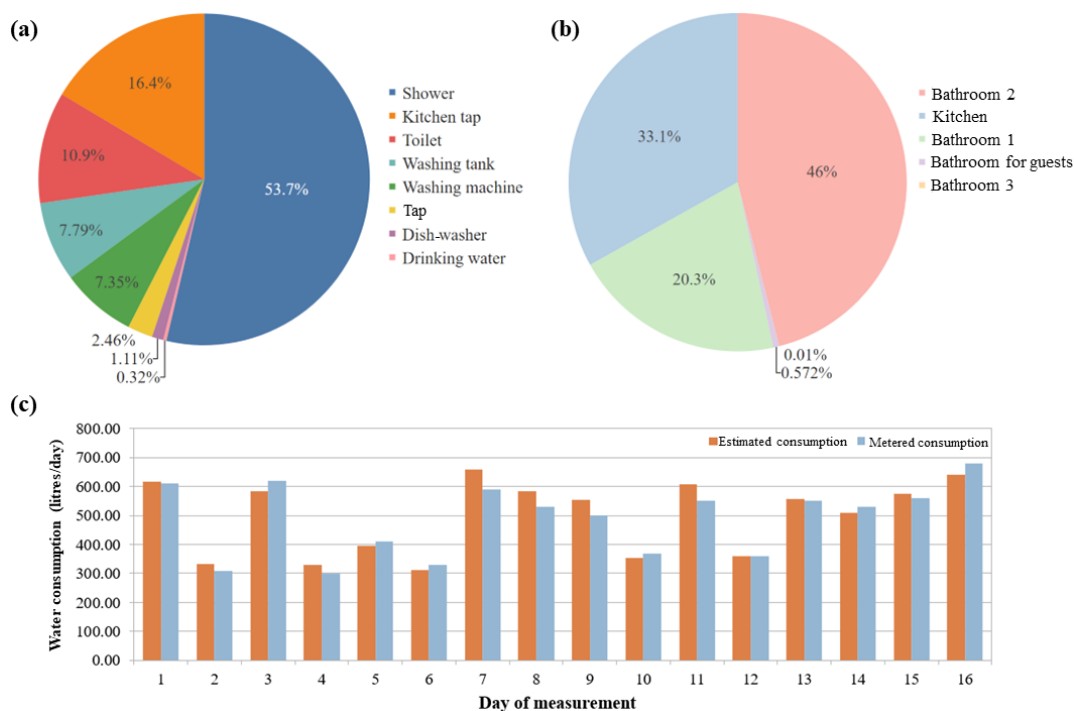 (a)
16.4%
10.9%
7.79%
7.35%
2.46%
1.11%
0.32%
53.7%
Shower
Kitchen tap
Toilet
Washing tank
Washing machine
Tap
Dish-washer
Drinking water
(b)
33.1%
46%
20.3%
0.01%
0.572%
Bathroom 2
Kitchen
Bathroom 1
Bathroom for guests
Bathroom 3
(c)
Water consumption (litres/day)
800.00
700.00
600.00
500.00
400.00
300.00
200.00
100.00
0.00
Estimated consumption Metered consumption
1 2 3 4 5 6 7 8 9 10 11 12 13 14 15 16
Day of measurement